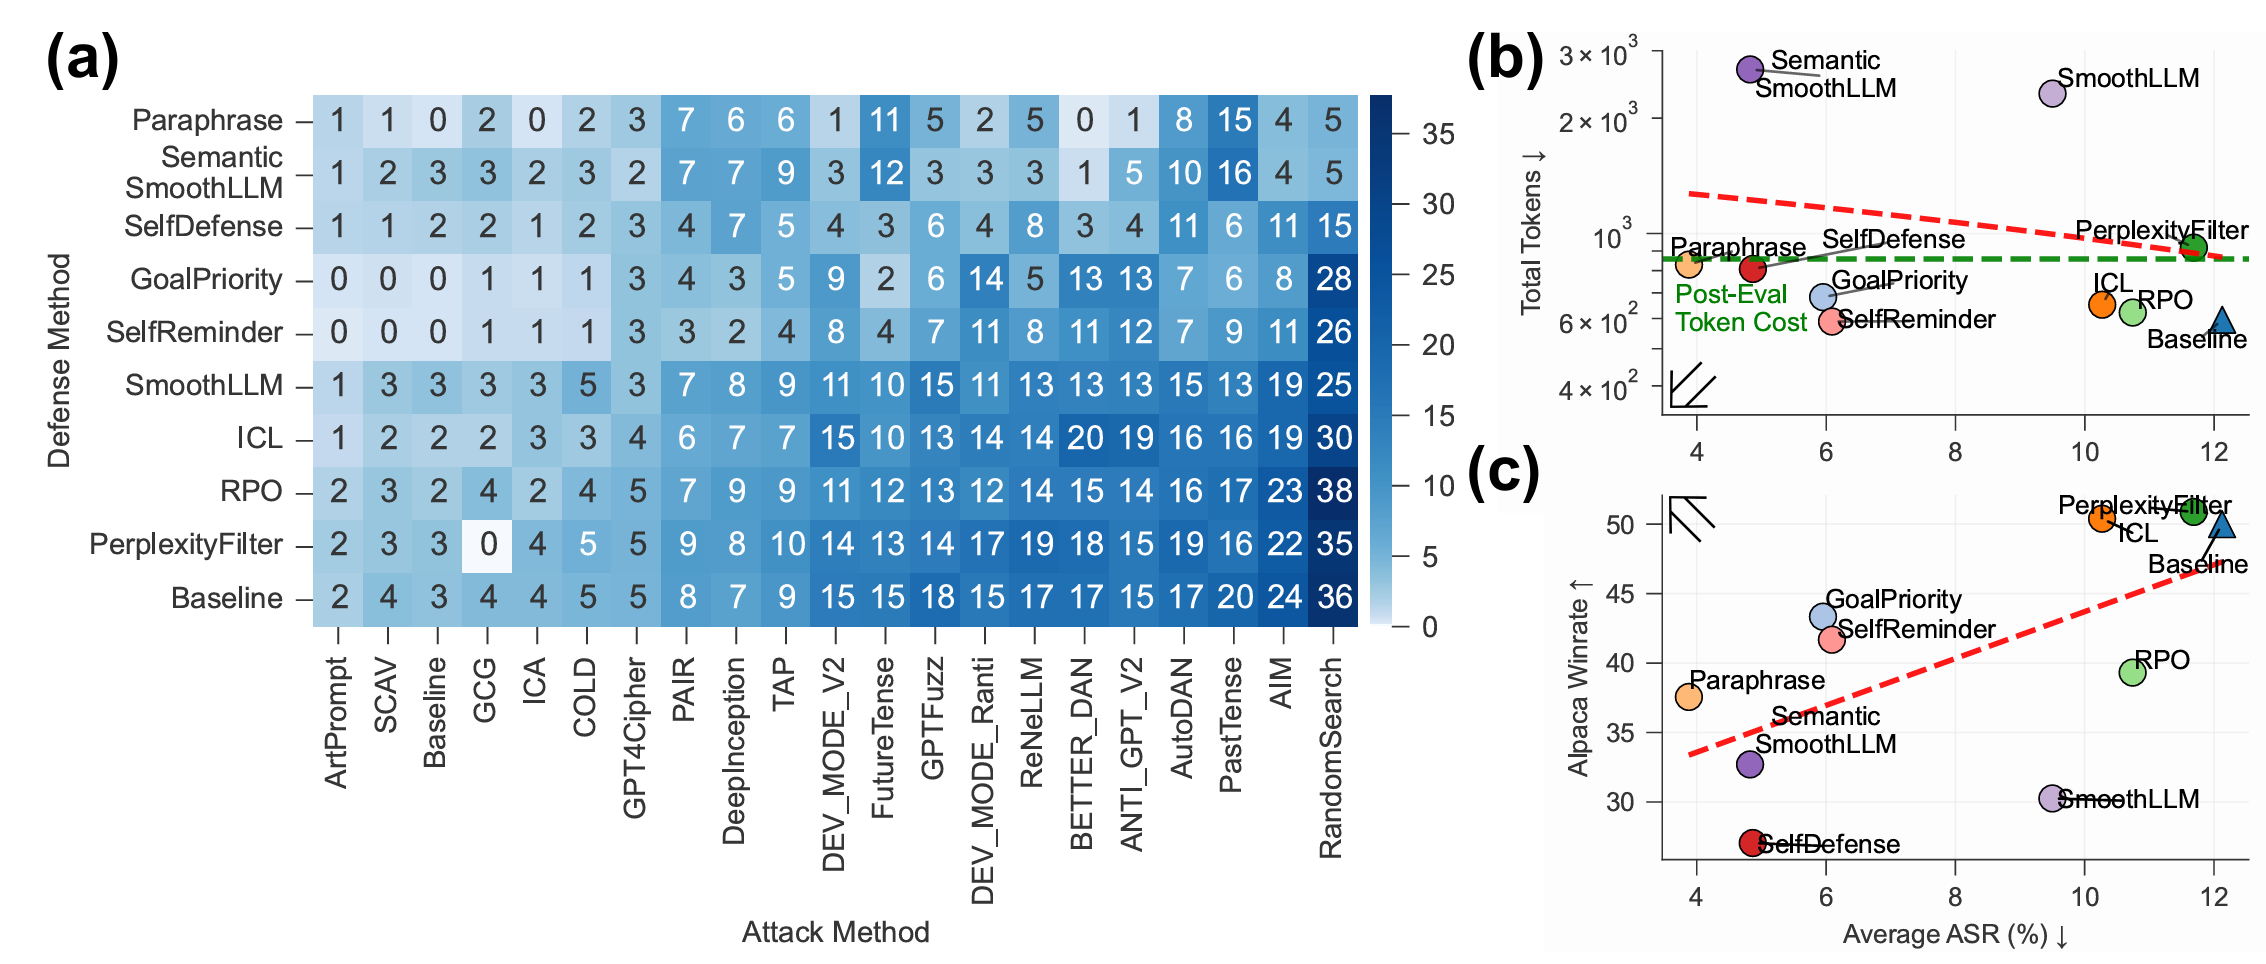 (a)
Paraphrase 1 1 0 2 0 2 3 7 6 6 1 11 5 2 5 0 1 8 15 4 5
Semantic
SmoothLLM 1 2 3 3 2 3 2 7 7 9 3 12 3 3 3 1 5 10 16 4 5
SelfDefense 1 1 2 2 1 2 3 4 7 5 4 3 6 4 8 3 4 11 6 11 15
GoalPriority 0 0 0 1 1 1 3 4 3 5 9 2 6 14 5 13 13 7 6 8 28
SelfReminder 0 0 0 1 1 1 3 3 2 4 8 4 7 11 8 11 12 7 9 11 26
SmoothLLM 1 3 3 3 3 5 3 7 8 9 11 10 15 11 13 13 13 15 13 19 25
ICL 1 2 2 2 3 3 4 6 7 7 15 10 13 14 14 20 19 16 16 19 30
RPO 2 3 2 4 2 4 5 7 9 9 11 12 13 12 14 15 14 16 17 23 38
PerplexityFilter 2 3 3 0 4 5 5 9 8 10 14 13 14 17 19 18 15 19 16 22 35
Baseline 2 4 3 4 4 5 5 8 7 9 15 15 18 15 17 17 15 17 20 24 36
Defense Method
ArtPrompt
SCAV
Baseline
GCG
ICA
COLD
GPT4Cipher
PAIR
DeepInception
TAP
DEV_MODE_V2
FutureTense
GPTFuzz
DEV_MODE_Ranti
ReNeLLM
BETTER_DAN
ANTI_GPT_V2
AutoDAN
PastTense
AIM
RandomSearch
Attack Method
35
30
25
20
15
10
5
0
(b)
Total Tokens ↓
3 × 10³
2 × 10³
10³
6 × 10²
4 × 10²
Semantic
SmoothLLM
SmoothLLM
PerplexityFilter
Paraphrase
SelfDefense
GoalPriority
SelfReminder
ICL
RPO
Baseline
Post-Eval
Token Cost
4 6 8 10 12
(c)
Alpaca Winrate ↑
50
45
40
35
30
PerplexityFilter
ICL
Baseline
GoalPriority
SelfReminder
RPO
Paraphrase
Semantic
SmoothLLM
SmoothLLM
SelfDefense
4 6 8 10 12
Average ASR (%) ↓